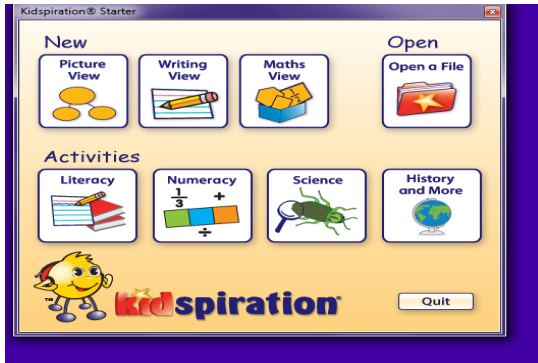 Kidspiration® Starter
New
Open
Picture
View
Writing
View
Maths
View
Open a File
Activities
Literacy
Numeracy
1
3
+
÷
Science
History
and More
™
kidspiration®
Quit